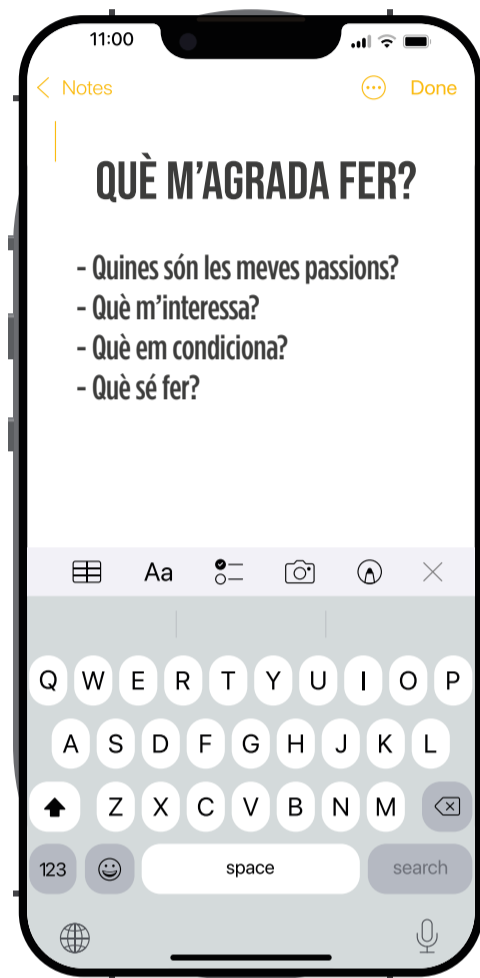 11:00
Notes
Done
QUÈ M’AGRADA FER?
- Quines són les meves passions?
- Què m’interessa?
- Què em condiciona?
- Què sé fer?
Aa
Q W E R T Y U I O P
A S D F G H J K L
Z X C V B N M
123 space search